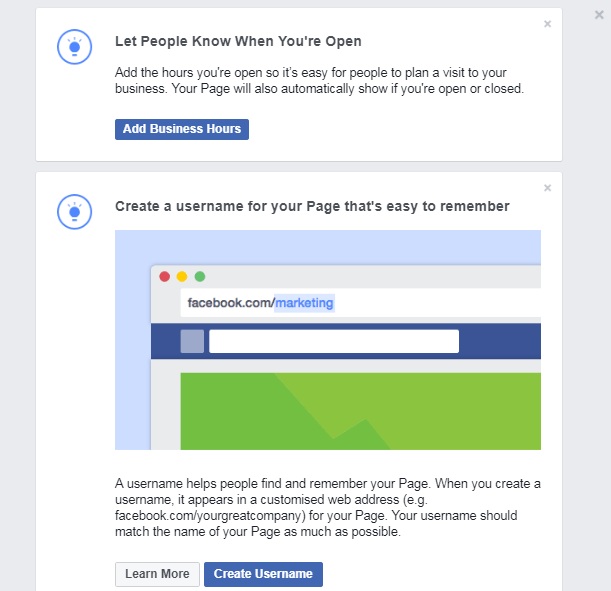 Let People Know When You're Open
Add the hours you're open so it's easy for people to plan a visit to your
business. Your Page will also automatically show if you're open or closed.
Add Business Hours
Create a username for your Page that's easy to remember
facebook.com/marketing
A username helps people find and remember your Page. When you create a
username, it appears in a customised web address (e.g.
facebook.com/yourgreatcompany) for your Page. Your username should
match the name of your Page as much as possible.
Learn More
Create Username